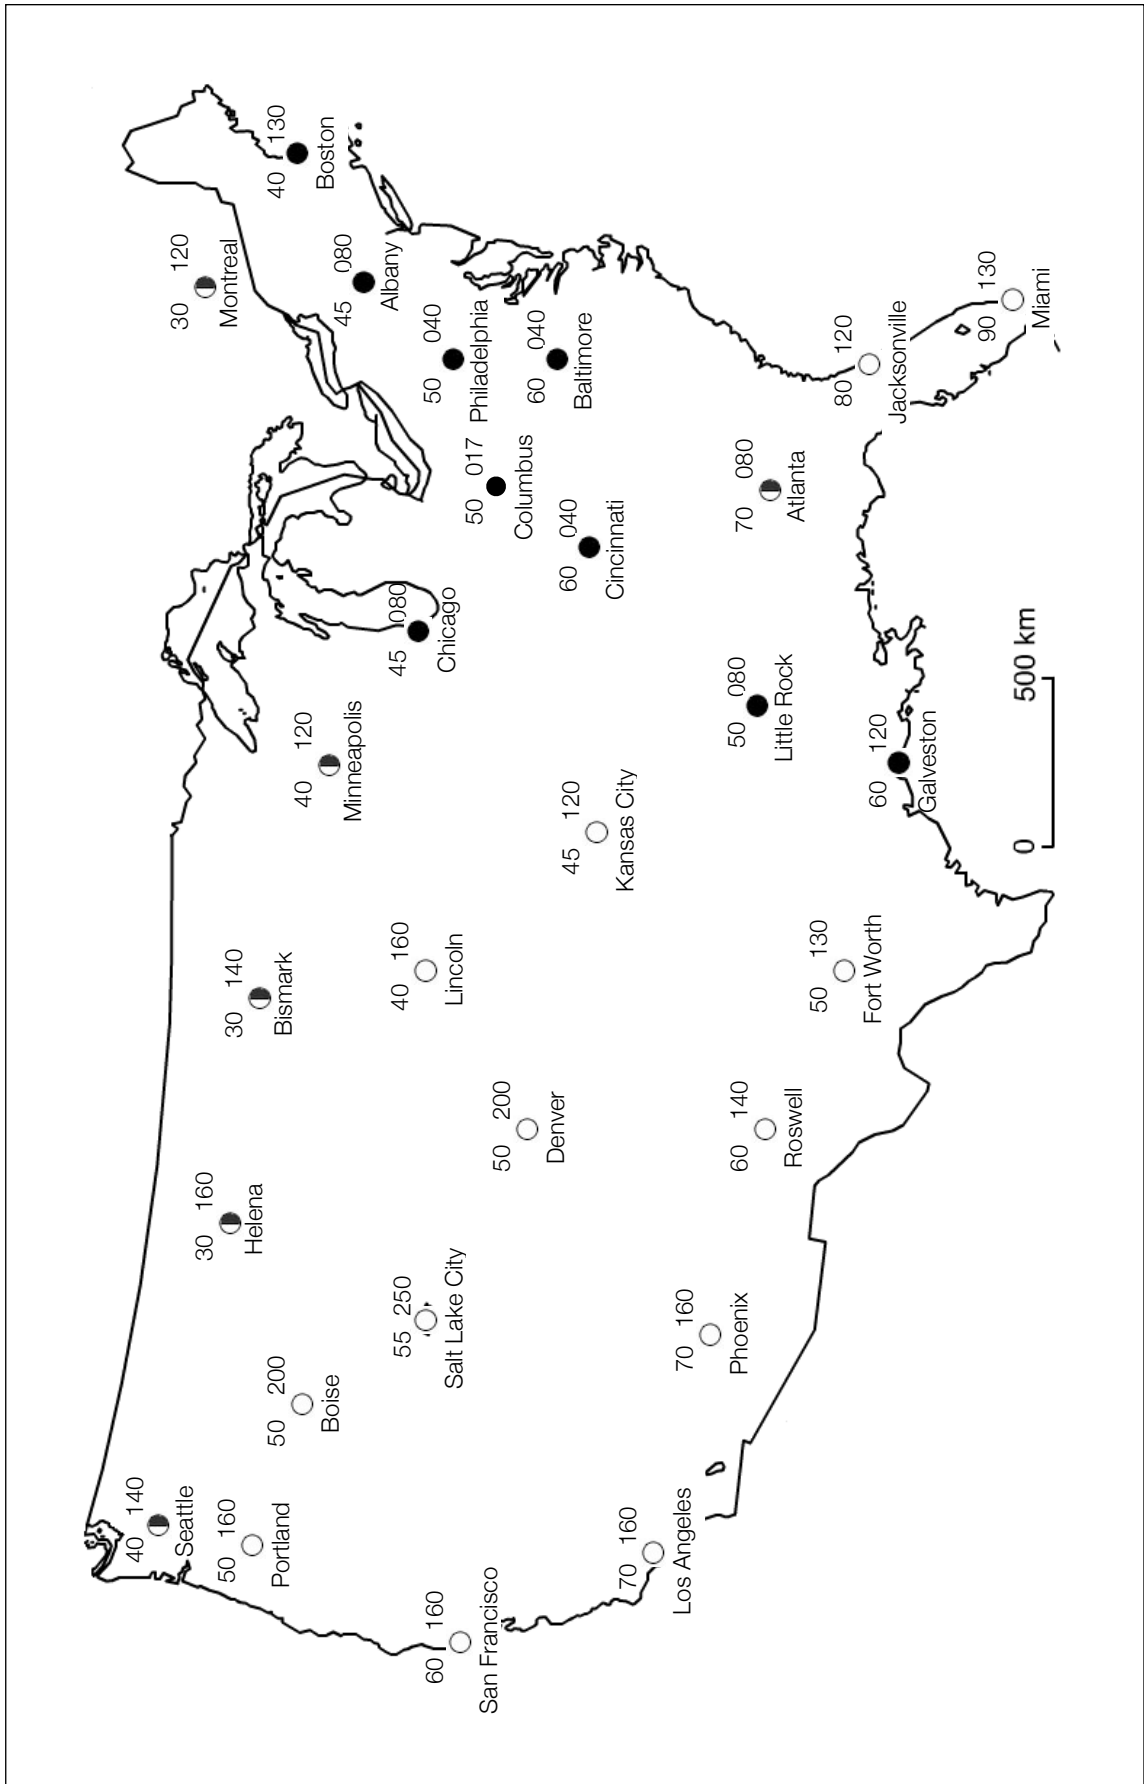 40 140
Seattle
30 120
Montreal
50 160
Portland
30 160
Helena
30 140
Bismark
40 130
Boston
50 200
Boise
40 120
Minneapolis
45 080
Albany
60 160
San Francisco
55 250
Salt Lake City
40 160
Lincoln
45 080
Chicago
50 040
Philadelphia
50 200
Denver
50 017
Columbus
60 040
Baltimore
45 120
Kansas City
60 040
Cincinnati
70 160
Los Angeles
70 160
Phoenix
60 140
Roswell
50 080
Little Rock
70 080
Atlanta
50 130
Fort Worth
60 120
Galveston
80 120
Jacksonville
90 130
Miami
0 500 km